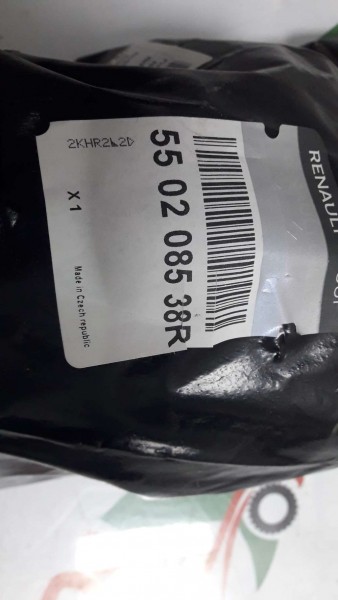 RENAULT
55 02 085 38R
2KHR2L2D
X 1
Made in Czech republic